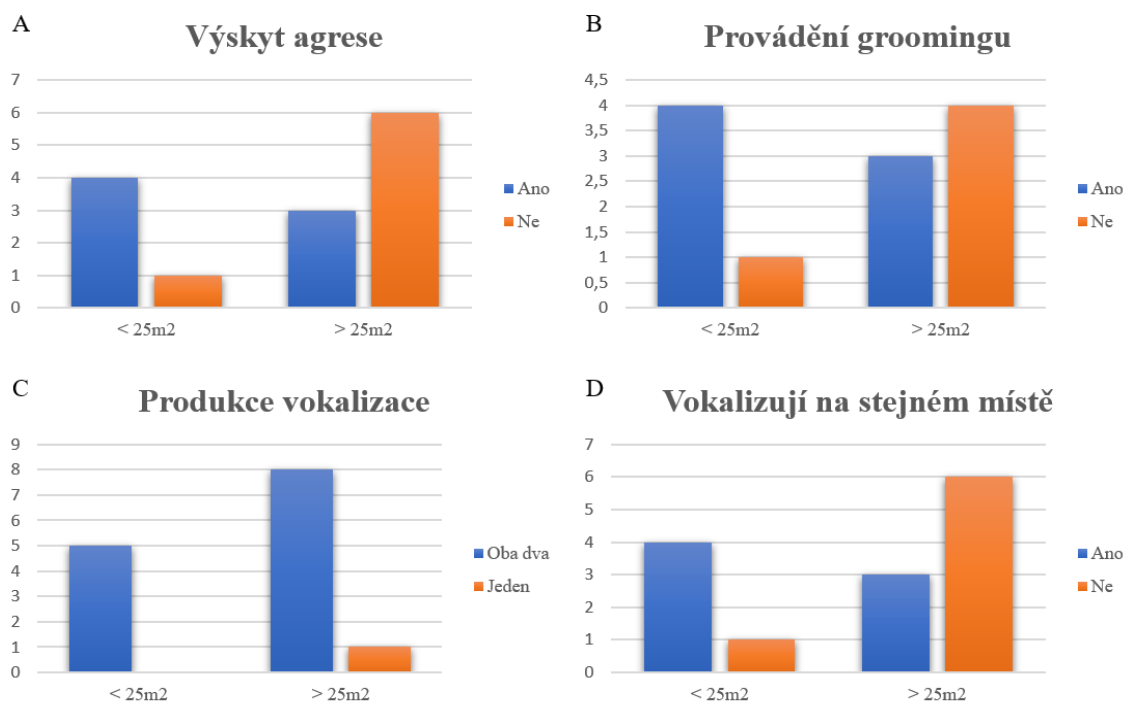 A
Výskyt agrese
7
6
5
4
3
2
1
0
< 25m2 > 25m2
Ano
Ne
B
Provádění groomingu
4,5
4
3,5
3
2,5
2
1,5
1
0,5
0
< 25m2 > 25m2
Ano
Ne
C
Produkce vokalizace
9
8
7
6
5
4
3
2
1
0
< 25m2 > 25m2
Oba dva
Jeden
D
Vokalizují na stejném místě
7
6
5
4
3
2
1
0
< 25m2 > 25m2
Ano
Ne